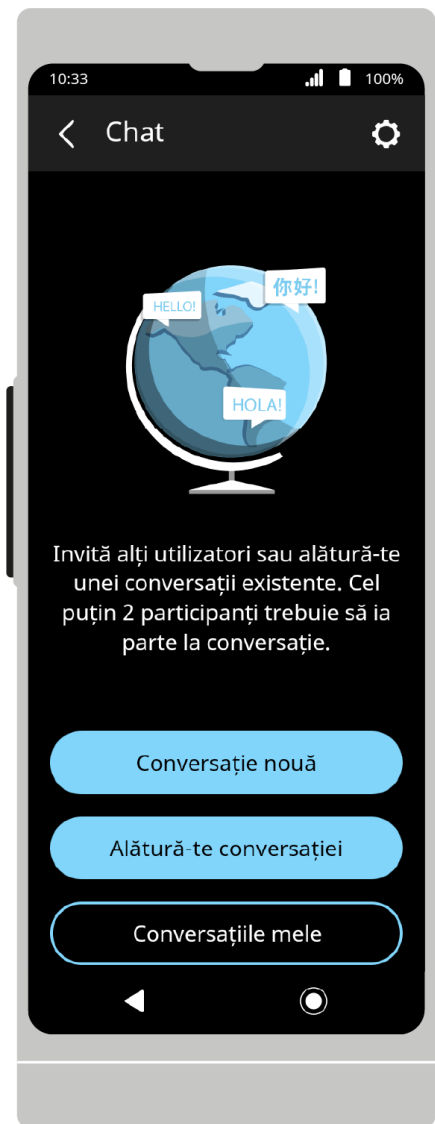 10:33
100%
Chat
你好!
HELLO!
HOLA!
Invită alți utilizatori sau alătură-te
unei conversații existente. Cel
puțin 2 participanți trebuie să ia
parte la conversație.
Conversație nouă
Alătură-te conversației
Conversațiile mele